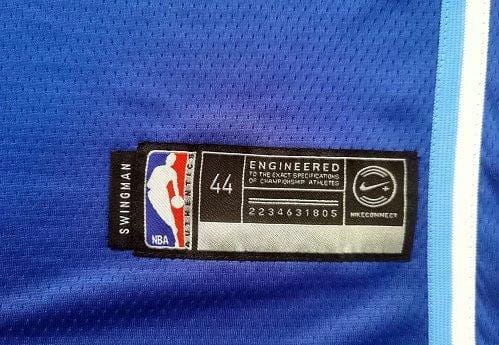 SWINGMAN
NBA
AUTHENTICS
44
ENGINEERED
TO THE EXACT SPECIFICATIONS
OF CHAMPIONSHIP ATHLETES
2234631805
NIKECONNECT